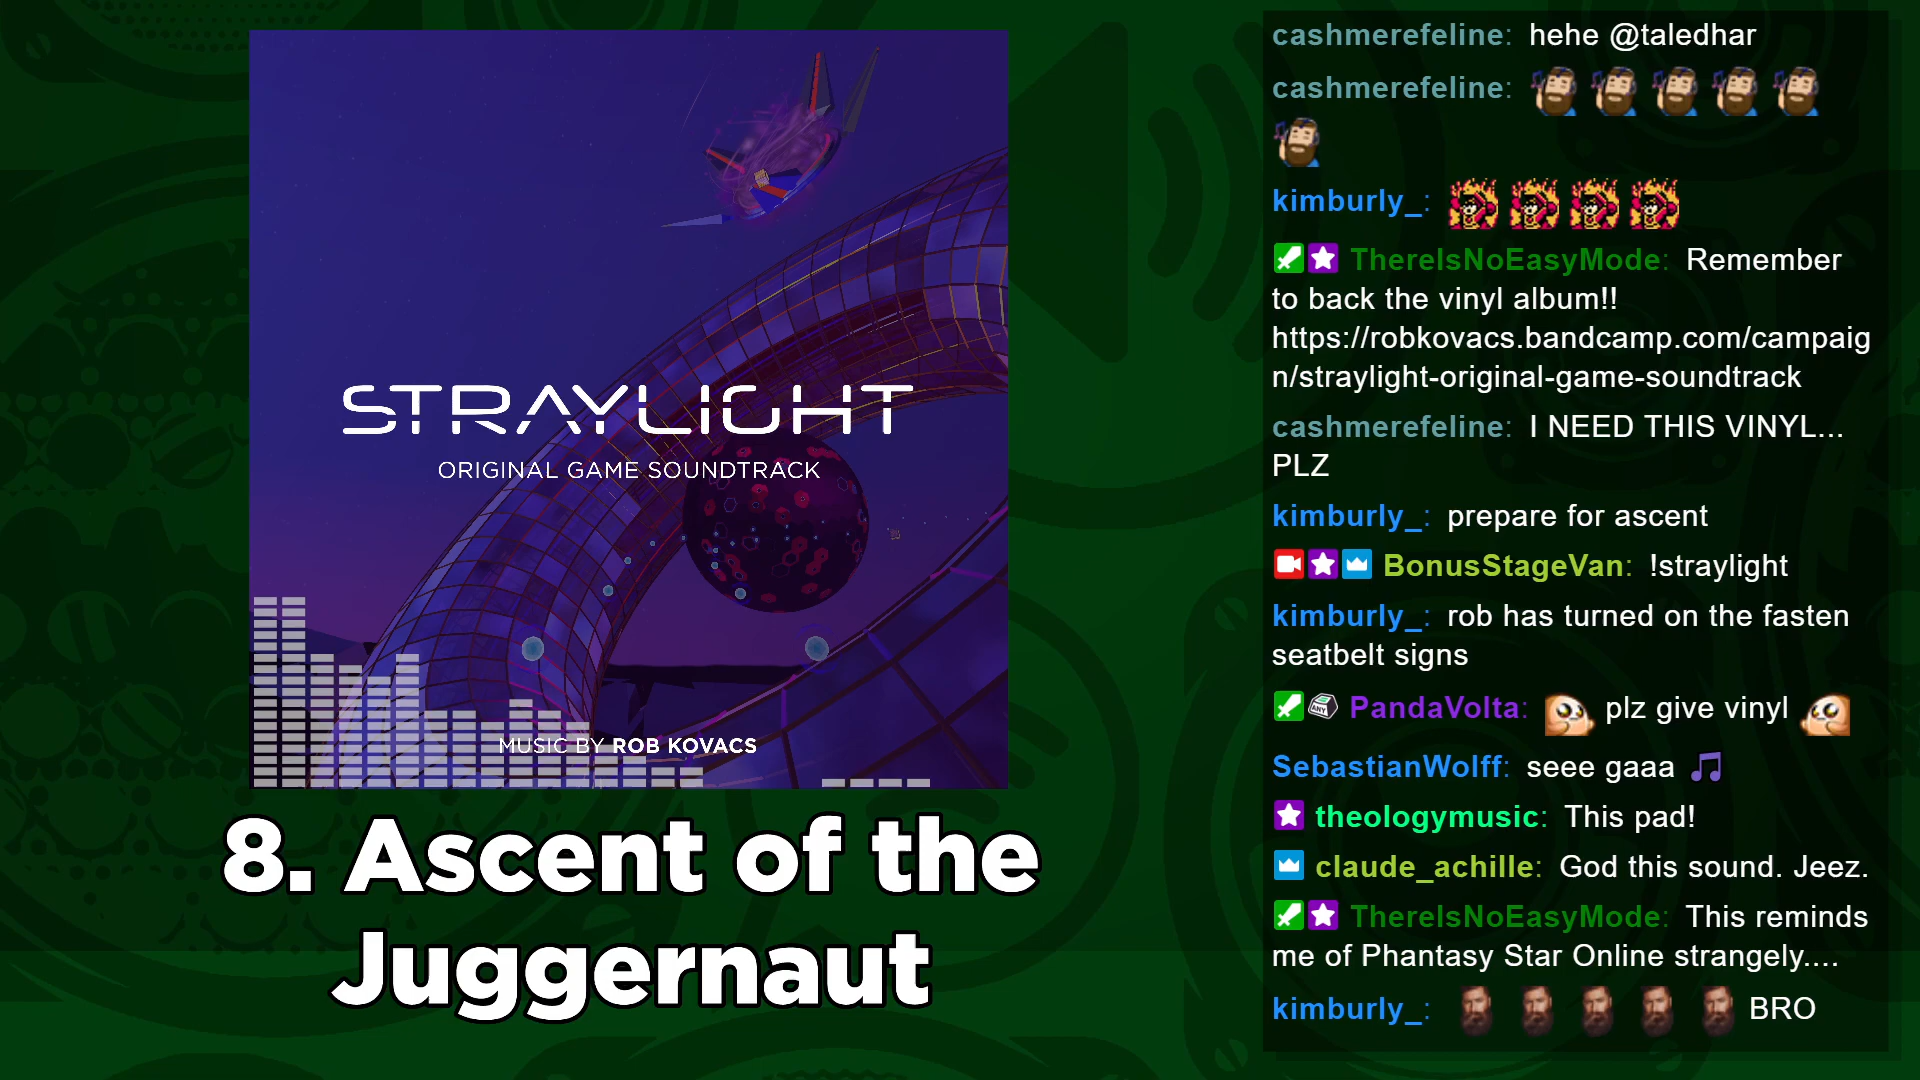 STRAYLIGHT
ORIGINAL GAME SOUNDTRACK
MUSIC BY ROB KOVACS
8. Ascent of the
Juggernaut
cashmerefeline: hehe @taledhar
cashmerefeline:
kimburly_:
ThereIsNoEasyMode: Remember
to back the vinyl album!!
https://robkovacs.bandcamp.com/campaig
n/straylight-original-game-soundtrack
cashmerefeline: I NEED THIS VINYL...
PLZ
kimburly_: prepare for ascent
BonusStageVan: !straylight
kimburly_: rob has turned on the fasten
seatbelt signs
ANY PandaVolta: plz give vinyl
SebastianWolff: seee gaaa
theologymusic: This pad!
claude_achille: God this sound. Jeez.
ThereIsNoEasyMode: This reminds
me of Phantasy Star Online strangely....
kimburly_: BRO